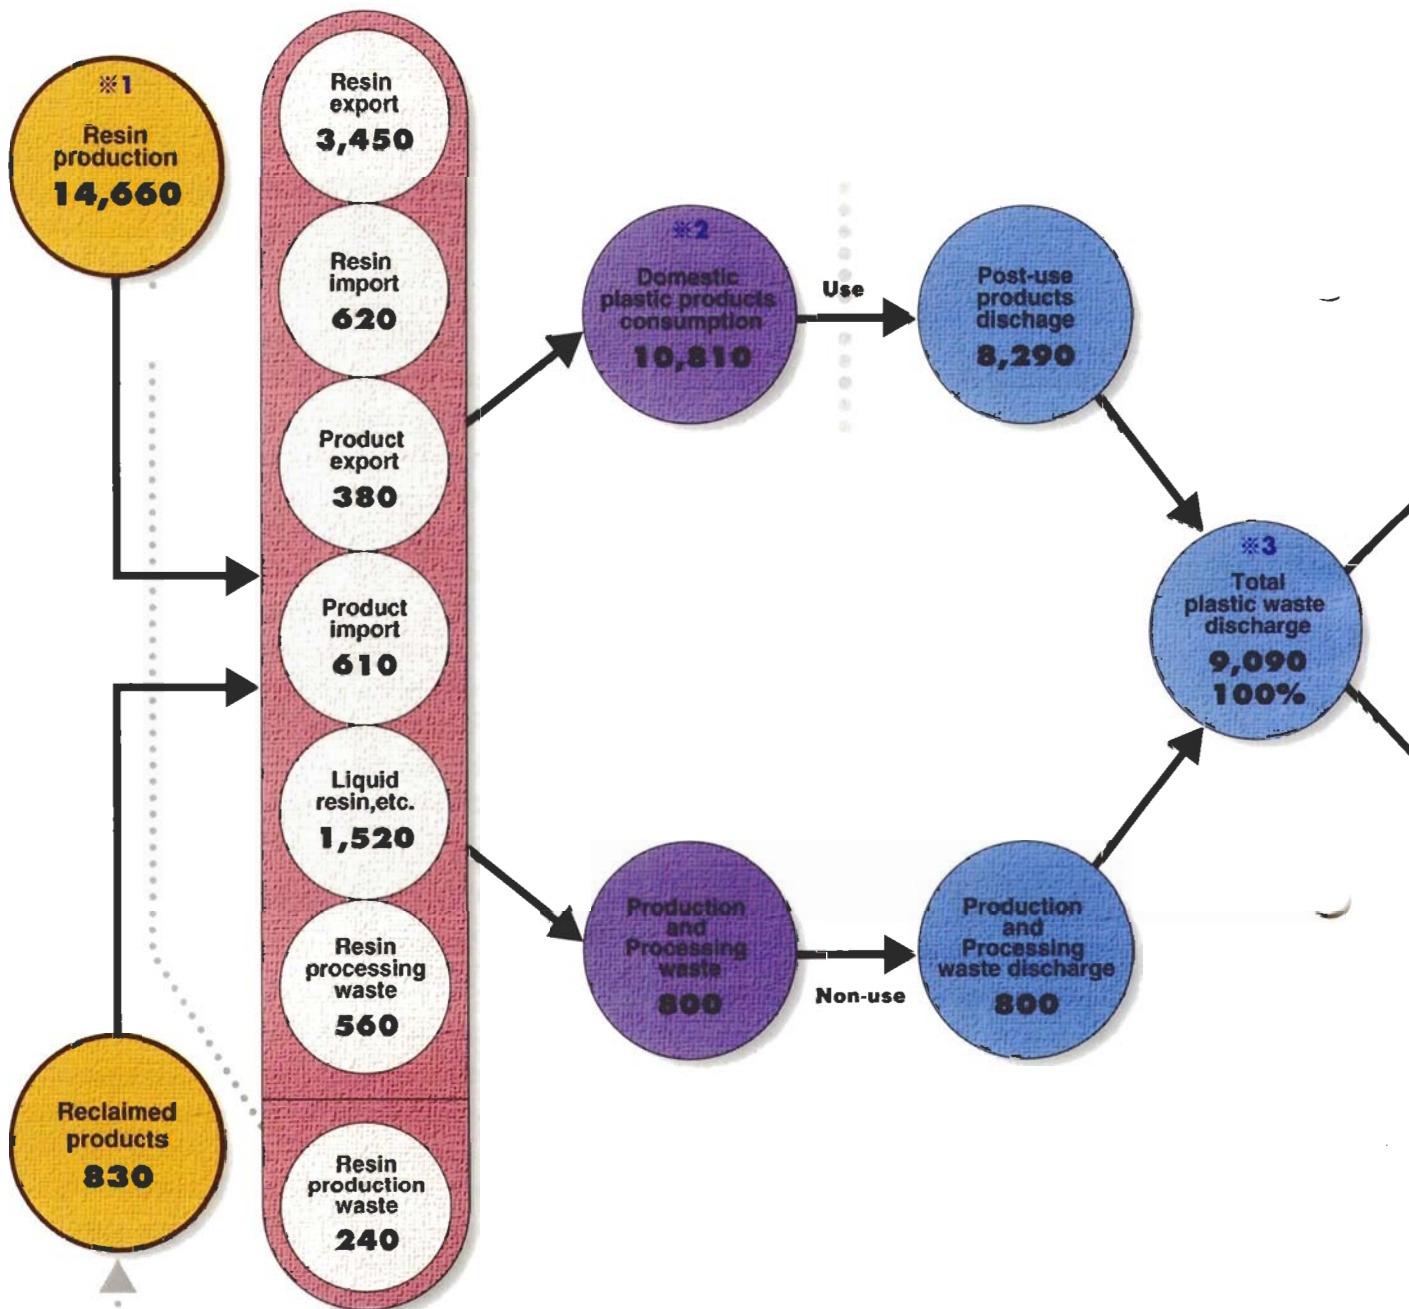 ※1
Resin
production
14,660
Resin
export
3,450
Resin
import
620
Product
export
380
Product
import
610
Liquid
resin,etc.
1,520
Resin
processing
waste
560
Resin
production
waste
240
Reclaimed
products
830
※2
Domestic
plastic products
consumption
10,810
Use
Post-use
products
dischage
8,290
※3
Total
plastic waste
discharge
9,090
100%
Production
and
Processing
waste
800
Non-use
Production
and
Processing
waste discharge
800